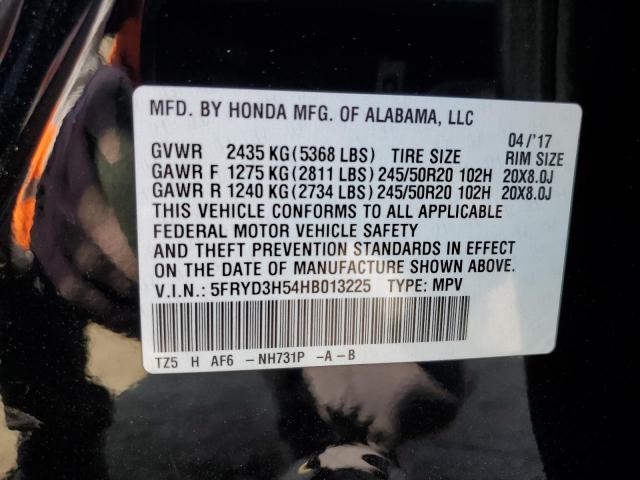 MFD. BY HONDA MFG. OF ALABAMA, LLC
04/'17
GVWR 2435 KG(5368 LBS) TIRE SIZE RIM SIZE
GAWR F 1275 KG(2811 LBS) 245/50R20 102H 20X8.0J
GAWR R 1240 KG(2734 LBS) 245/50R20 102H 20X8.0J
THIS VEHICLE CONFORMS TO ALL APPLICABLE
FEDERAL MOTOR VEHICLE SAFETY
AND THEFT PREVENTION STANDARDS IN EFFECT
ON THE DATE OF MANUFACTURE SHOWN ABOVE.
V.I.N.: 5FRYD3H54HB013225 TYPE: MPV
TZ5 H AF6 -NH731P -A-B